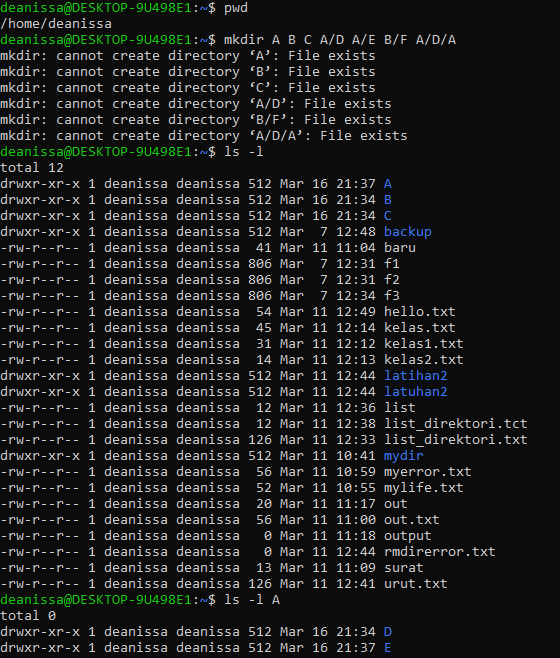 deanissa@DESKTOP-9U498E1:~$ pwd
/home/deanissa
deanissa@DESKTOP-9U498E1:~$ mkdir A B C A/D A/E B/F A/D/A
mkdir: cannot create directory ‘A’: File exists
mkdir: cannot create directory ‘B’: File exists
mkdir: cannot create directory ‘C’: File exists
mkdir: cannot create directory ‘A/D’: File exists
mkdir: cannot create directory ‘B/F’: File exists
mkdir: cannot create directory ‘A/D/A’: File exists
deanissa@DESKTOP-9U498E1:~$ ls -l
total 12
drwxr-xr-x 1 deanissa deanissa 512 Mar 16 21:37 A
drwxr-xr-x 1 deanissa deanissa 512 Mar 16 21:34 B
drwxr-xr-x 1 deanissa deanissa 512 Mar 16 21:34 C
drwxr-xr-x 1 deanissa deanissa 512 Mar  7 12:48 backup
-rw-r--r-- 1 deanissa deanissa  41 Mar 11 11:04 baru
-rw-r--r-- 1 deanissa deanissa 806 Mar  7 12:31 f1
-rw-r--r-- 1 deanissa deanissa 806 Mar  7 12:31 f2
-rw-r--r-- 1 deanissa deanissa 806 Mar  7 12:34 f3
-rw-r--r-- 1 deanissa deanissa  54 Mar 11 12:49 hello.txt
-rw-r--r-- 1 deanissa deanissa  45 Mar 11 12:14 kelas.txt
-rw-r--r-- 1 deanissa deanissa  31 Mar 11 12:12 kelas1.txt
-rw-r--r-- 1 deanissa deanissa  14 Mar 11 12:13 kelas2.txt
drwxr-xr-x 1 deanissa deanissa 512 Mar 11 12:44 latihan2
drwxr-xr-x 1 deanissa deanissa 512 Mar 11 12:44 latuhan2
-rw-r--r-- 1 deanissa deanissa  12 Mar 11 12:36 list
-rw-r--r-- 1 deanissa deanissa  12 Mar 11 12:38 list_direktori.tct
-rw-r--r-- 1 deanissa deanissa 126 Mar 11 12:33 list_direktori.txt
drwxr-xr-x 1 deanissa deanissa 512 Mar 11 10:41 mydir
-rw-r--r-- 1 deanissa deanissa  56 Mar 11 10:59 myerror.txt
-rw-r--r-- 1 deanissa deanissa  52 Mar 11 10:55 mylife.txt
-rw-r--r-- 1 deanissa deanissa  20 Mar 11 11:17 out
-rw-r--r-- 1 deanissa deanissa  56 Mar 11 11:00 out.txt
-rw-r--r-- 1 deanissa deanissa   0 Mar 11 11:18 output
-rw-r--r-- 1 deanissa deanissa   0 Mar 11 12:44 rmdirerror.txt
-rw-r--r-- 1 deanissa deanissa  13 Mar 11 11:09 surat
-rw-r--r-- 1 deanissa deanissa 126 Mar 11 12:41 urut.txt
deanissa@DESKTOP-9U498E1:~$ ls -l A
total 0
drwxr-xr-x 1 deanissa deanissa 512 Mar 16 21:34 D
drwxr-xr-x 1 deanissa deanissa 512 Mar 16 21:37 E